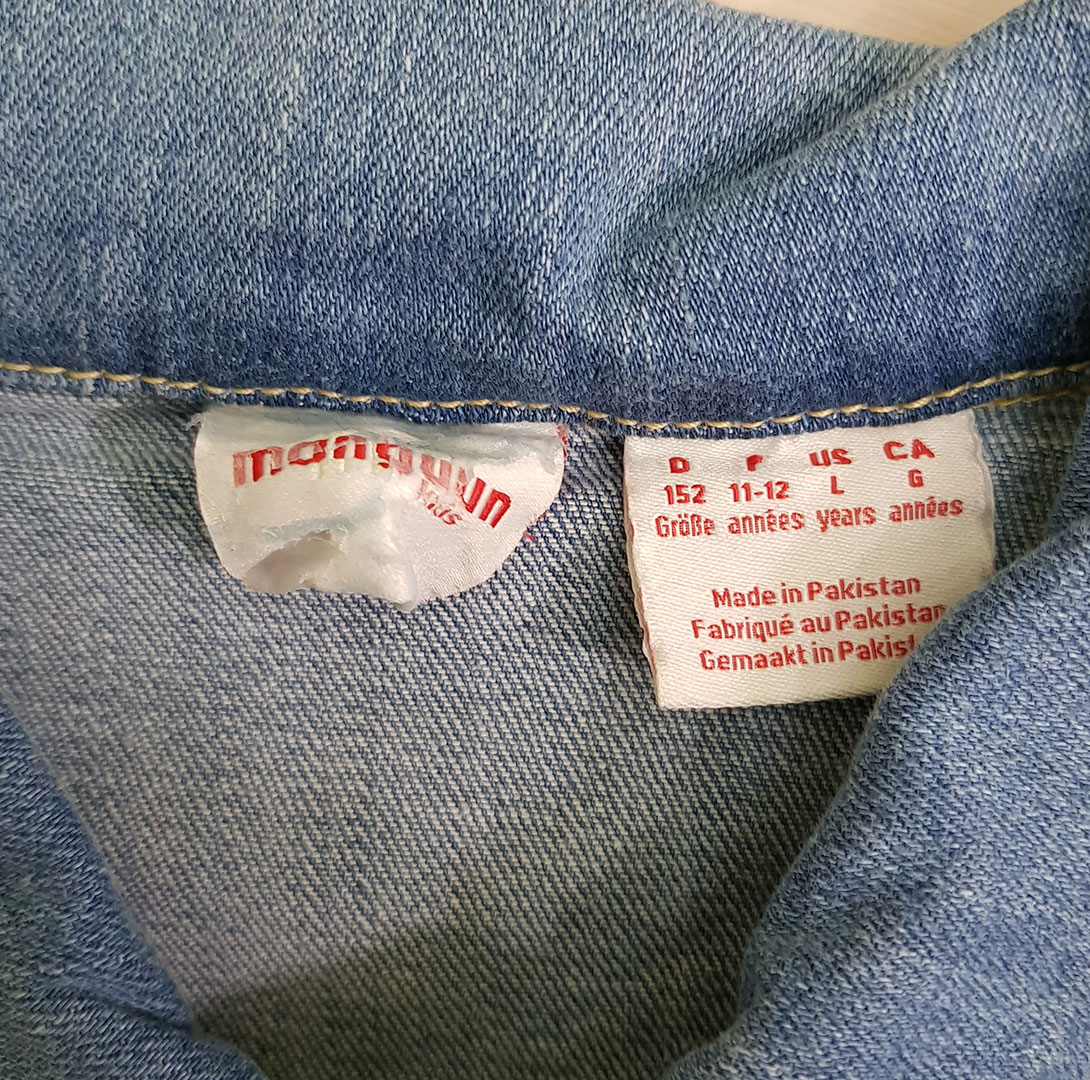 manguun
kids
D F US CA
152 11-12 L G
Größe années years années
Made in Pakistan
Fabriqué au Pakistan
Gemaakt in Pakist